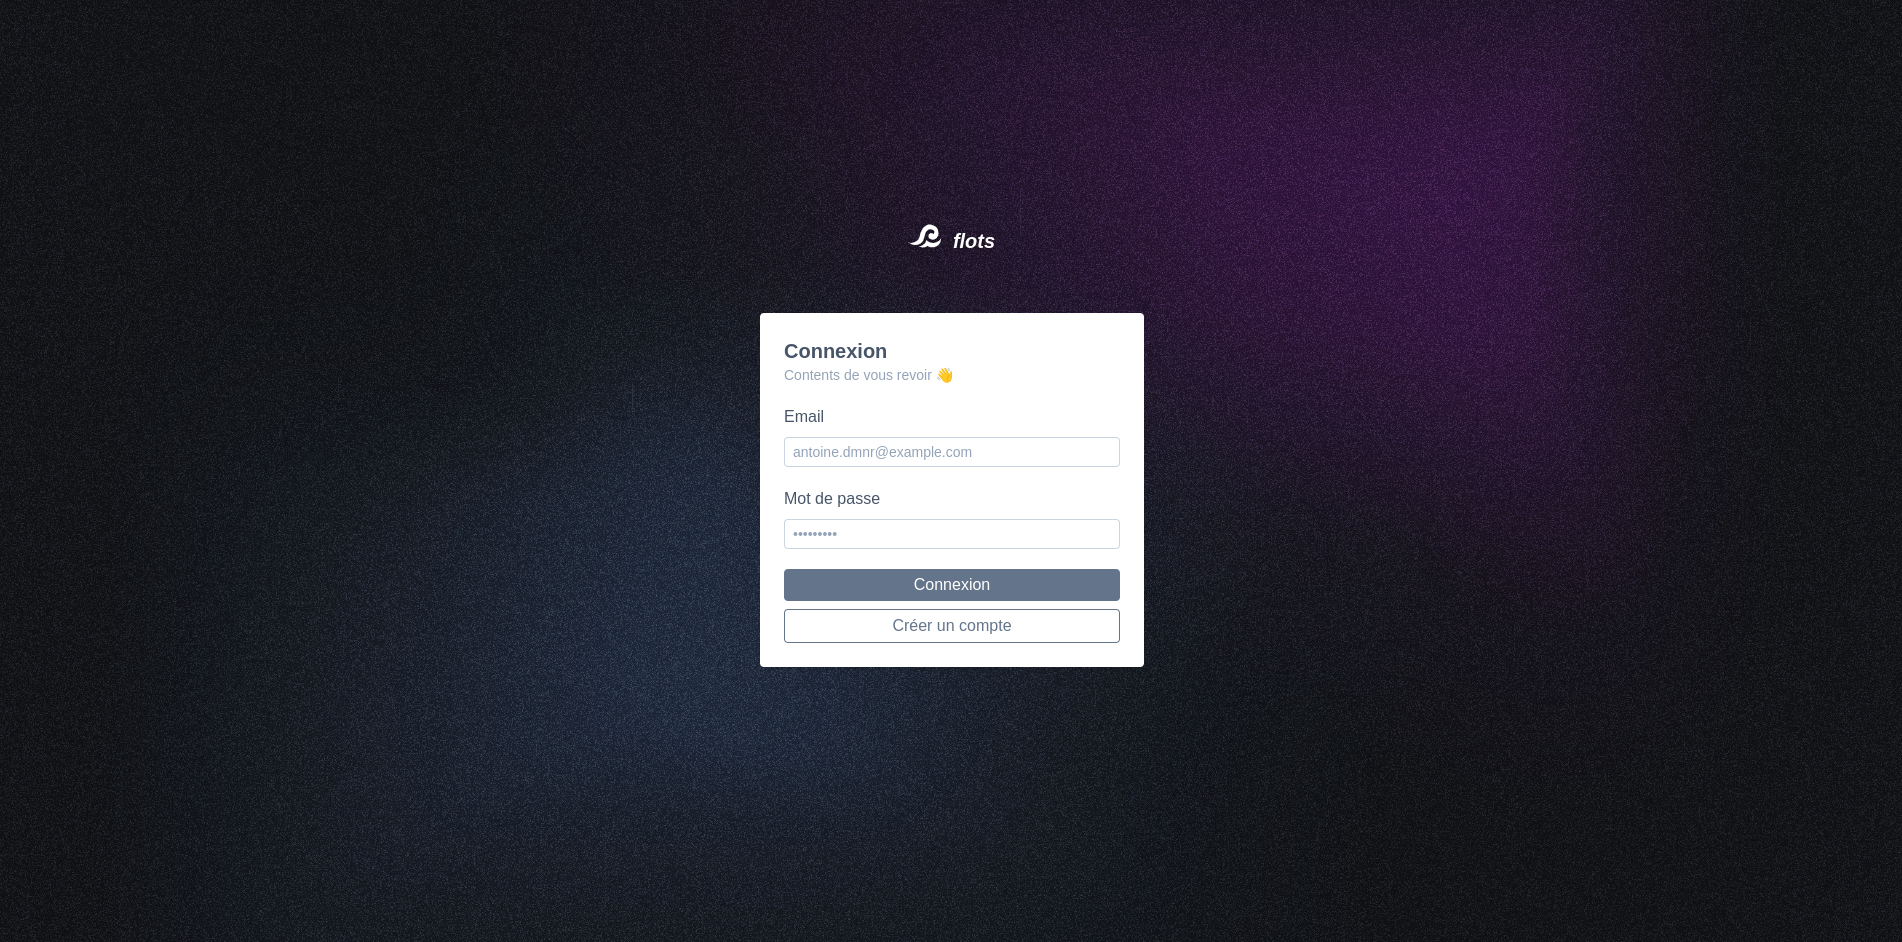 flots
Connexion
Contents de vous revoir 👋
Email
antoine.dmnr@example.com
Mot de passe
•••••••••
Connexion
Créer un compte